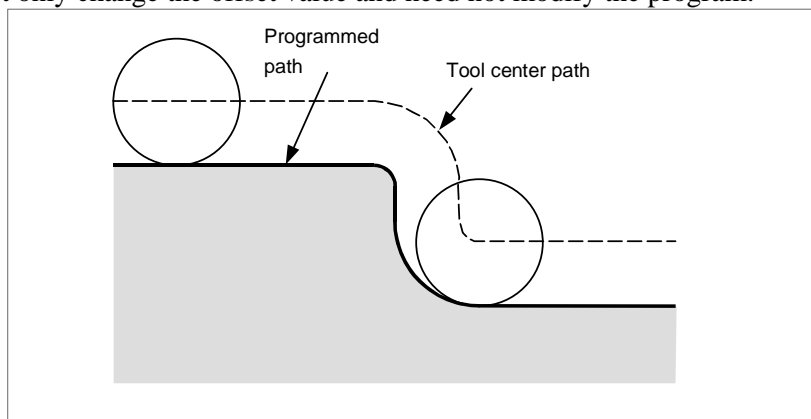 t only change the offset value and need not modify the program.
Programmed
path
Tool center path